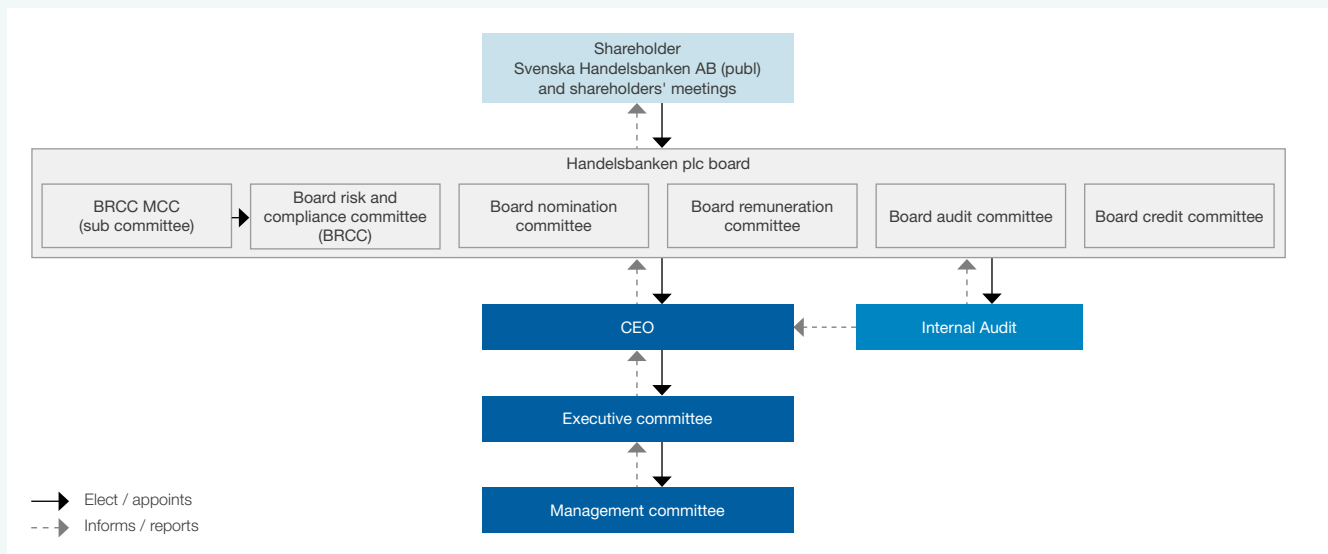 Shareholder
Svenska Handelsbanken AB (publ)
and shareholders' meetings
Handelsbanken plc board
BRCC MCC
(sub committee)
Board risk and
compliance committee
(BRCC)
Board nomination
committee
Board remuneration
committee
Board audit committee
Board credit committee
CEO
Internal Audit
Executive committee
Management committee
Elect / appoints
Informs / reports